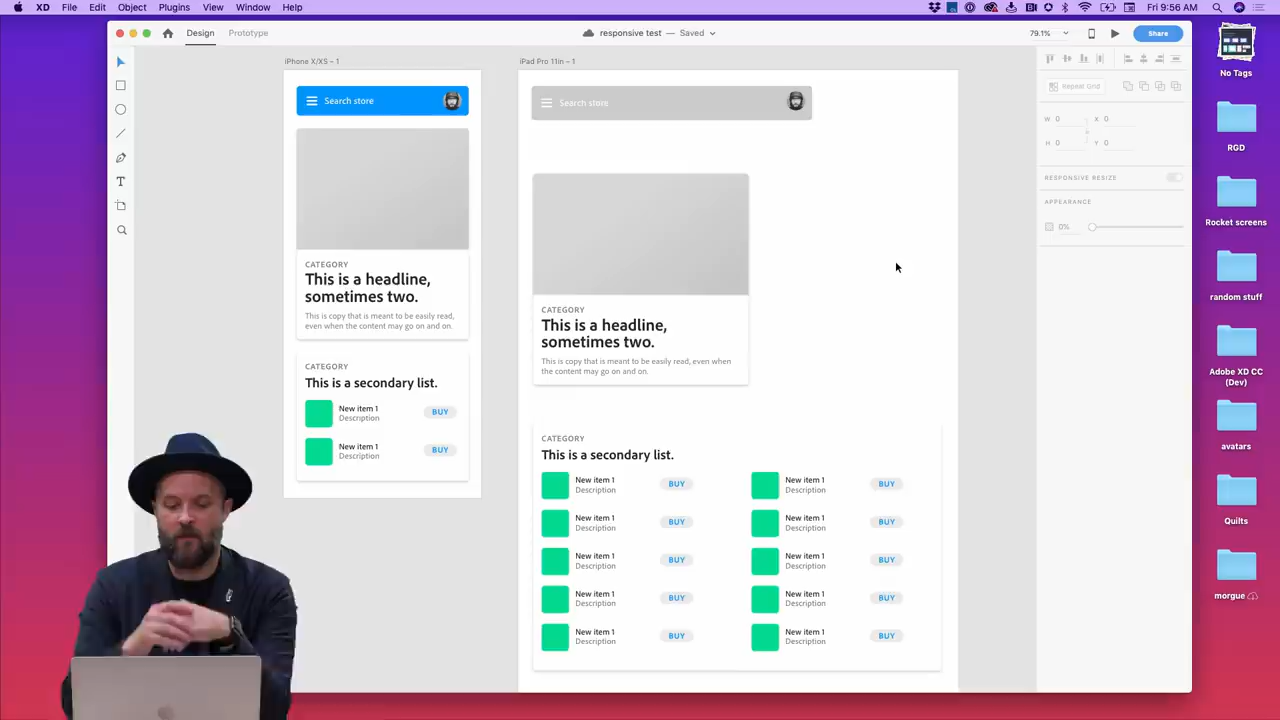 XD File Edit Object Plugins View Window Help
Fri 9:56 AM
Design Prototype
responsive test — Saved
79.1%
Share
iPhone X/XS – 1
iPad Pro 11in – 1
Search store
CATEGORY
This is a headline,
sometimes two.
This is copy that is meant to be easily read,
even when the content may go on and on.
CATEGORY
This is a secondary list.
New item 1
Description
BUY
New item 1
Description
BUY
Search store
CATEGORY
This is a headline,
sometimes two.
This is copy that is meant to be easily read, even when
the content may go on and on.
CATEGORY
This is a secondary list.
New item 1
Description
BUY
New item 1
Description
BUY
New item 1
Description
BUY
New item 1
Description
BUY
New item 1
Description
BUY
New item 1
Description
BUY
New item 1
Description
BUY
New item 1
Description
BUY
New item 1
Description
BUY
New item 1
Description
BUY
Repeat Grid
W 0 X 0
H 0 Y 0
RESPONSIVE RESIZE
APPEARANCE
0%
No Tags
RGD
Rocket screens
random stuff
Adobe XD CC
(Dev)
avatars
Quilts
morgue